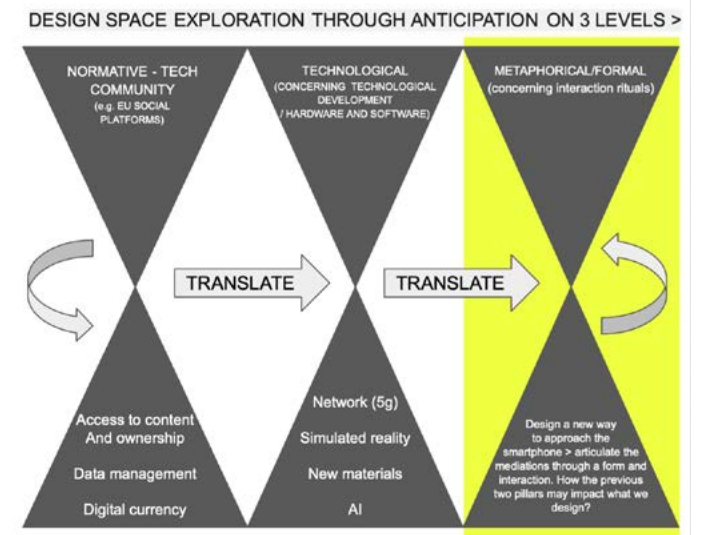 DESIGN SPACE EXPLORATION THROUGH ANTICIPATION ON 3 LEVELS >
NORMATIVE - TECH
COMMUNITY
(e.g. EU SOCIAL
PLATFORMS)
TECHNOLOGICAL
(CONCERNING TECHNOLOGICAL
DEVELOPMENT
/ HARDWARE AND SOFTWARE)
METAPHORICAL/FORMAL
(concerning interaction rituals)
TRANSLATE
TRANSLATE
Access to content
And ownership
Data management
Digital currency
Network (5g)
Simulated reality
New materials
AI
Design a new way
to approach the
smartphone > articulate the
mediations through a form and
interaction. How the previous
two pillars may impact what we
design?